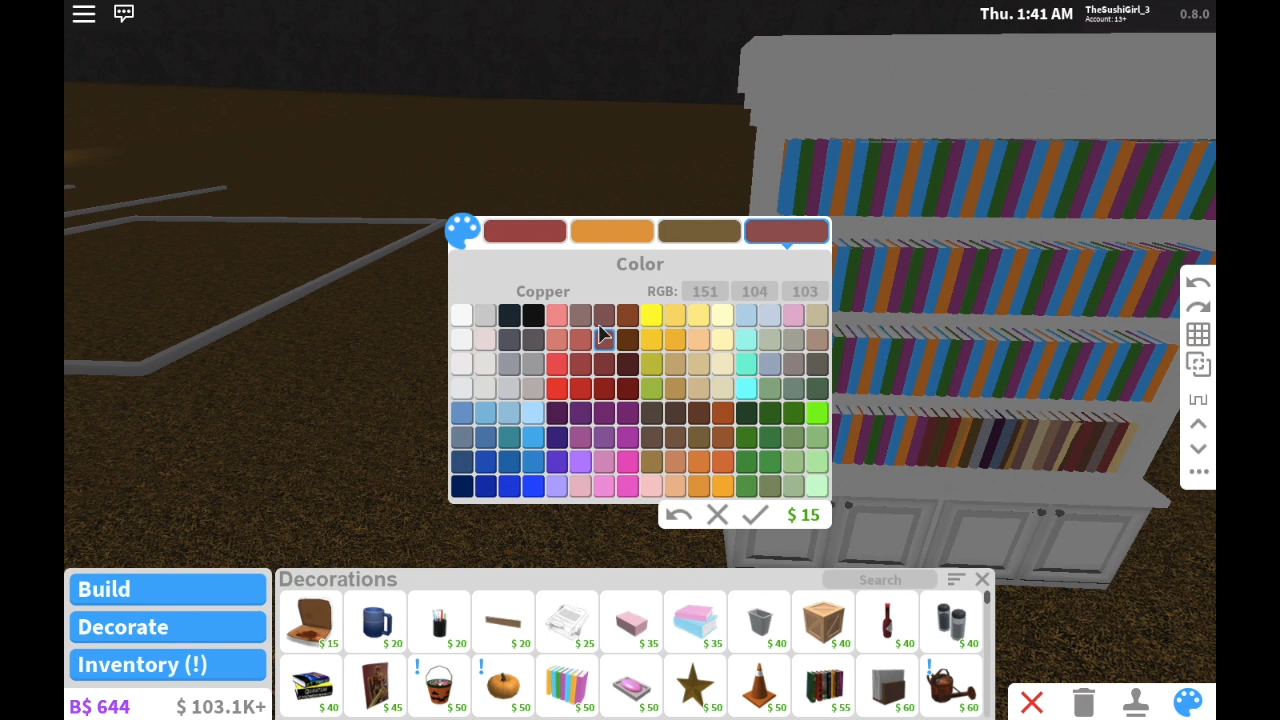 Thu. 1:41 AM
TheSushiGirl_3
Account: 13+
0.8.0
Color
Copper
RGB: 151 104 103
$ 15
Build
Decorate
Inventory (!)
B$ 644
$ 103.1K+
Decorations
Search
$ 15
$ 20
$ 20
$ 20
$ 25
$ 35
$ 35
$ 40
$ 40
$ 40
$ 40
$ 40
$ 45
! $ 50
! $ 50
$ 50
$ 50
$ 50
$ 50
$ 55
$ 60
! $ 60